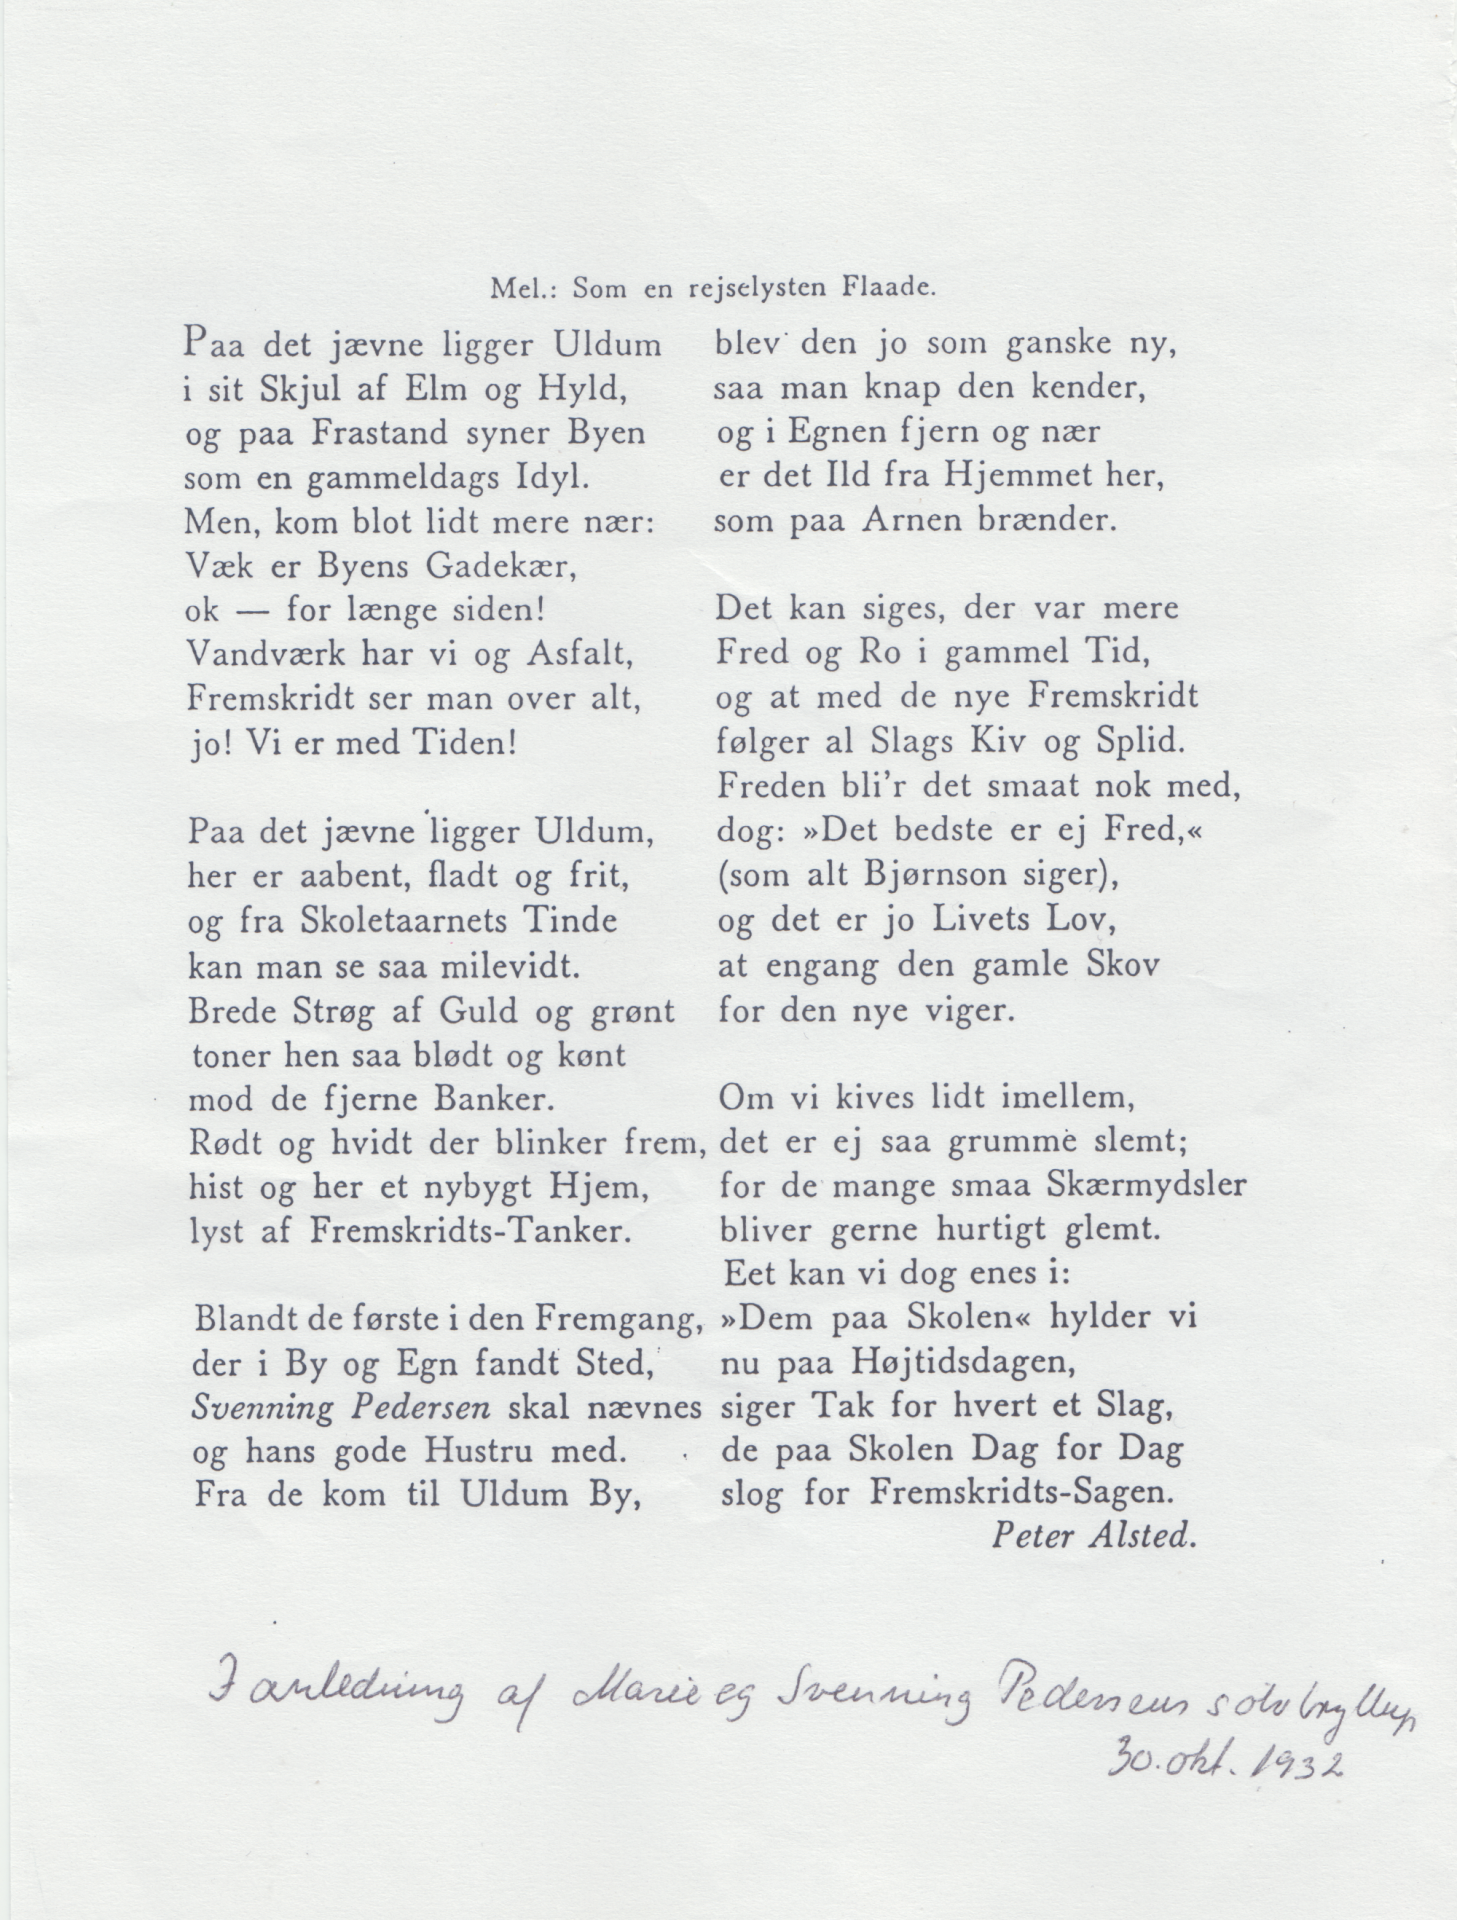 Mel.: Som en rejselysten Flaade.
Paa det jævne ligger Uldum
i sit Skjul af Elm og Hyld,
og paa Frastand syner Byen
som en gammeldags Idyl.
Men, kom blot lidt mere nær:
Væk er Byens Gadekær,
ok — for længe siden!
Vandværk har vi og Asfalt,
Fremskridt ser man over alt,
jo! Vi er med Tiden!
Paa det jævne ligger Uldum,
her er aabent, fladt og frit,
og fra Skoletaarnets Tinde
kan man se saa milevidt.
Brede Strøg af Guld og grønt
toner hen saa blødt og kønt
mod de fjerne Banker.
Rødt og hvidt der blinker frem,
hist og her et nybygt Hjem,
lyst af Fremskridts-Tanker.
Blandt de første i den Fremgang,
der i By og Egn fandt Sted,
Svenning Pedersen skal nævnes
og hans gode Hustru med.
Fra de kom til Uldum By,
blev den jo som ganske ny,
saa man knap den kender,
og i Egnen fjern og nær
er det Ild fra Hjemmet her,
som paa Arnen brænder.
Det kan siges, der var mere
Fred og Ro i gammel Tid,
og at med de nye Fremskridt
følger al Slags Kiv og Splid.
Freden bli'r det smaat nok med,
dog: »Det bedste er ej Fred,«
(som alt Bjørnson siger),
og det er jo Livets Lov,
at engang den gamle Skov
for den nye viger.
Om vi kives lidt imellem,
det er ej saa grumme slemt;
for de mange smaa Skærmydsler
bliver gerne hurtigt glemt.
Eet kan vi dog enes i:
»Dem paa Skolen« hylder vi
nu paa Højtidsdagen,
siger Tak for hvert et Slag,
de paa Skolen Dag for Dag
slog for Fremskridts-Sagen.
Peter Alsted.
I anledning af Marie og Svenning Pedersens sølvbryllup
30. okt. 1932